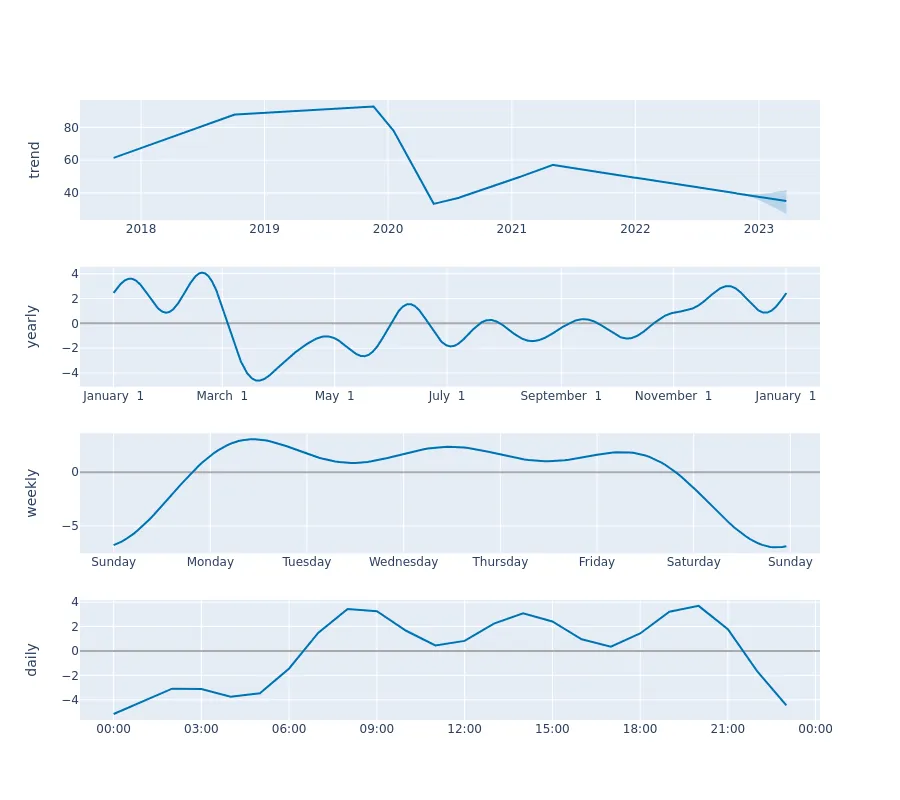 trend
80
60
40
2018 2019 2020 2021 2022 2023
yearly
4
2
0
−2
−4
January 1 March 1 May 1 July 1 September 1 November 1 January 1
weekly
0
−5
Sunday Monday Tuesday Wednesday Thursday Friday Saturday Sunday
daily
4
2
0
−2
−4
00:00 03:00 06:00 09:00 12:00 15:00 18:00 21:00 00:00